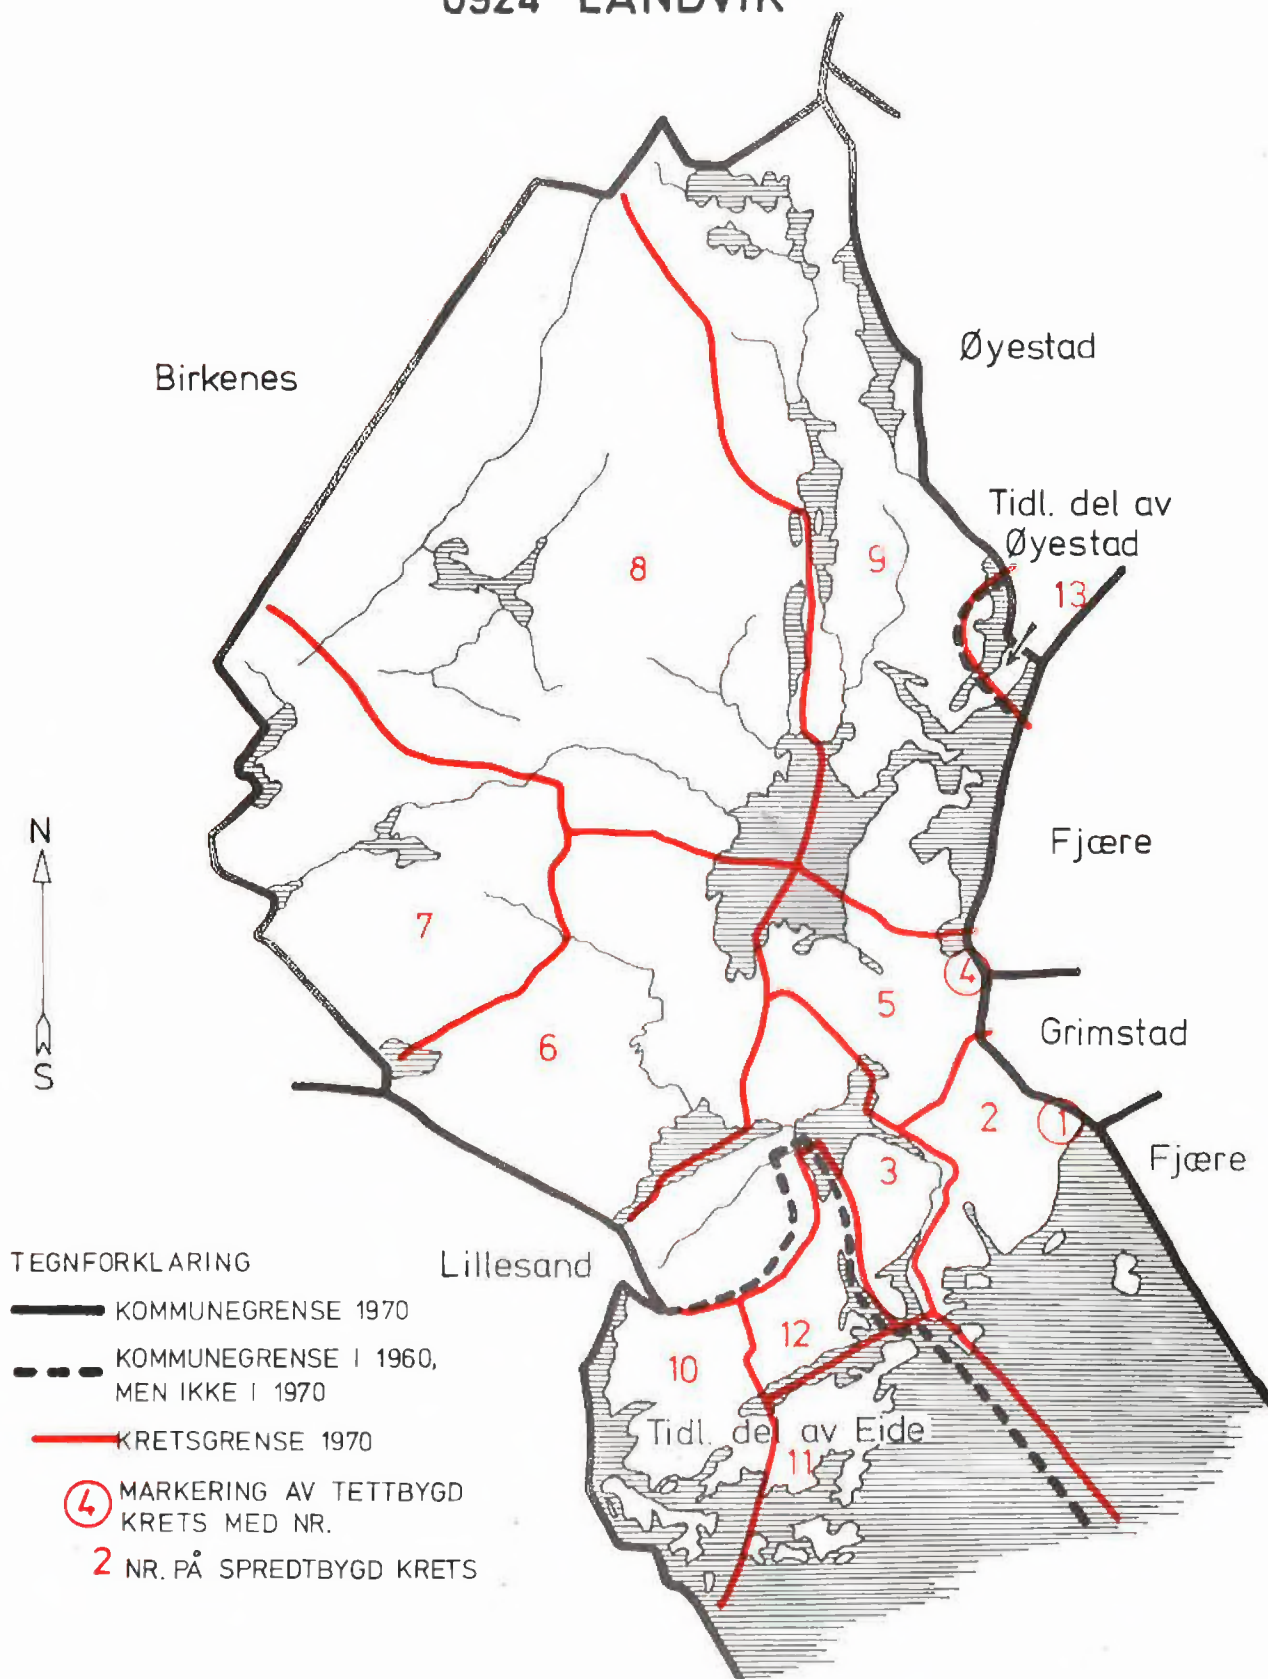 0924 LANDVIK
Øyestad
Birkenes
Tidl. del av
Øyestad
8
9
13
N
Fjære
7
4
5
6
Grimstad
S
2
1
3
Fjære
Lillesand
12
10
Tidl. del av Eide
11
TEGNFORKLARING
KOMMUNEGRENSE 1970
KOMMUNEGRENSE I 1960,
MEN IKKE I 1970
KRETSGRENSE 1970
4 MARKERING AV TETTBYGD
KRETS MED NR.
2 NR. PÅ SPREDTBYGD KRETS